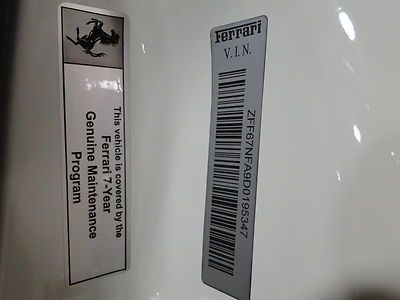 This vehicle is covered by the
Ferrari 7-Year
Genuine Maintenance
Program
Ferrari
V.I.N.
ZFF67NFA9D0195347